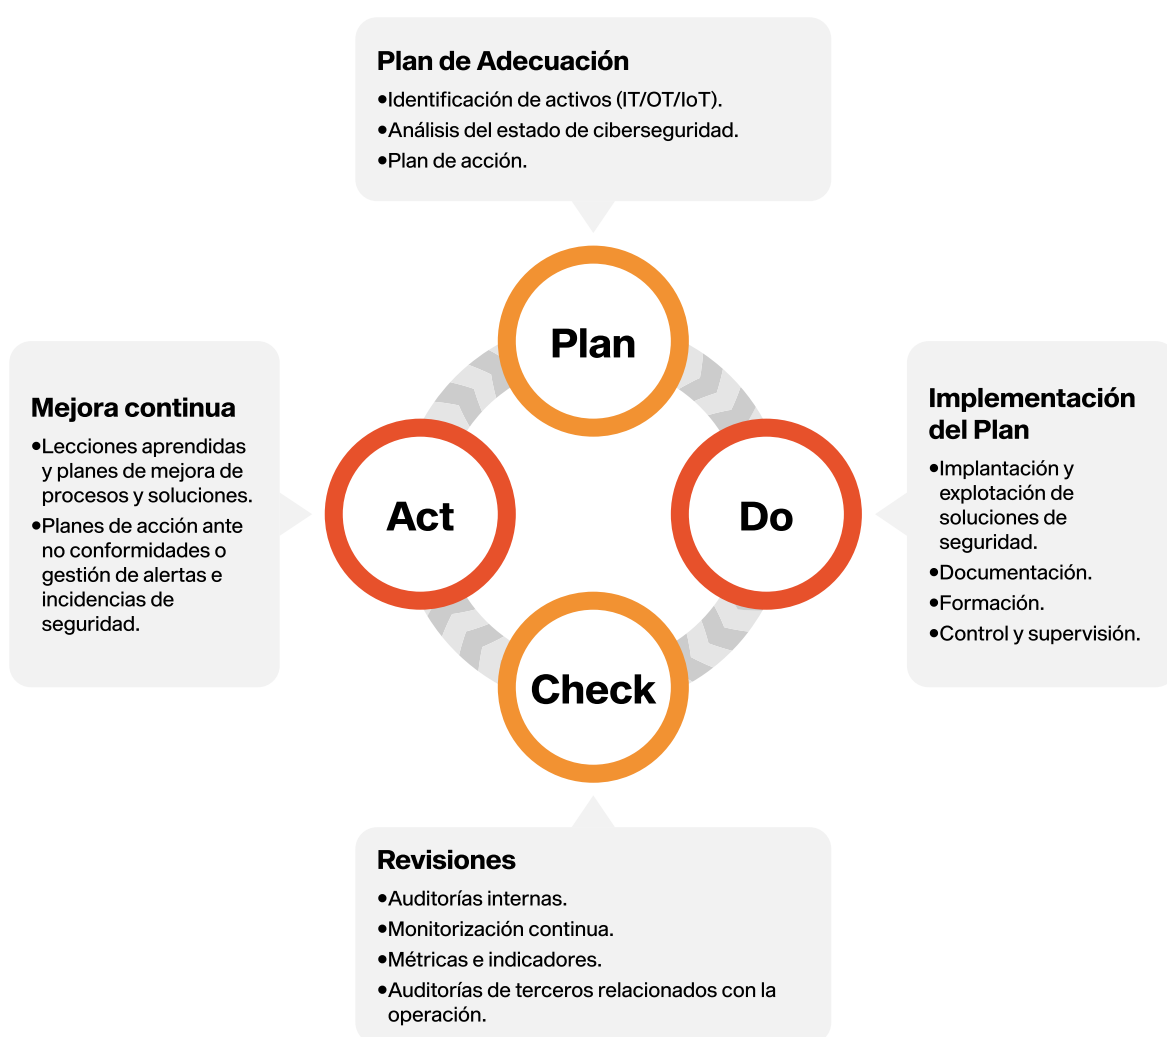 Plan de Adecuación
•Identificación de activos (IT/OT/IoT).
•Análisis del estado de ciberseguridad.
•Plan de acción.
Plan
Mejora continua
•Lecciones aprendidas
y planes de mejora de
procesos y soluciones.
•Planes de acción ante
no conformidades o
gestión de alertas e
incidencias de
seguridad.
Act
Do
Implementación
del Plan
•Implantación y
explotación de
soluciones de
seguridad.
•Documentación.
•Formación.
•Control y supervisión.
Check
Revisiones
•Auditorías internas.
•Monitorización continua.
•Métricas e indicadores.
•Auditorías de terceros relacionados con la
operación.